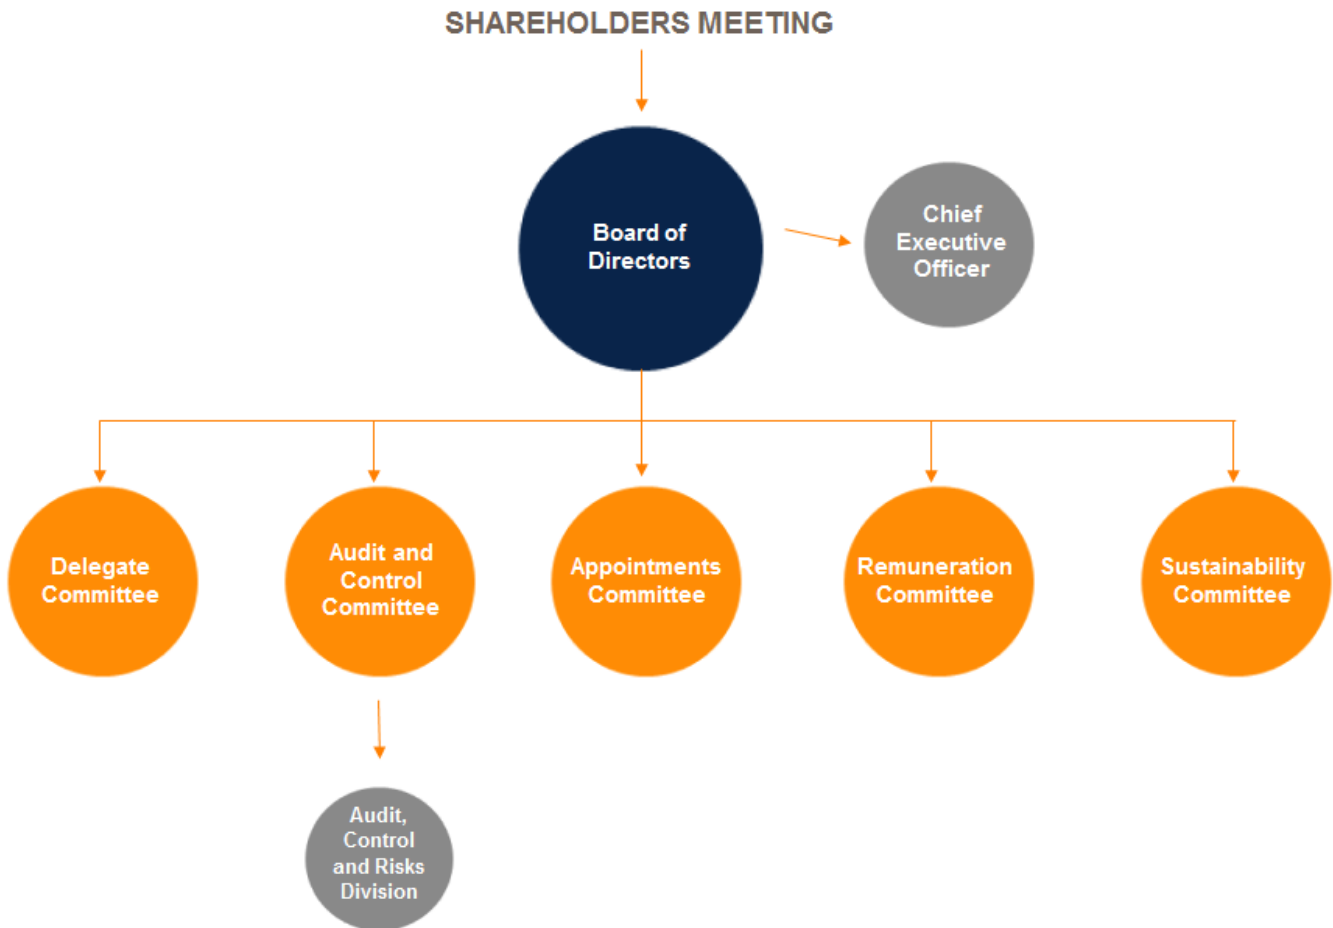 SHAREHOLDERS MEETING
Board of
Directors
Chief
Executive
Officer
Delegate
Committee
Audit and
Control
Committee
Appointments
Committee
Remuneration
Committee
Sustainability
Committee
Audit,
Control
and Risks
Division